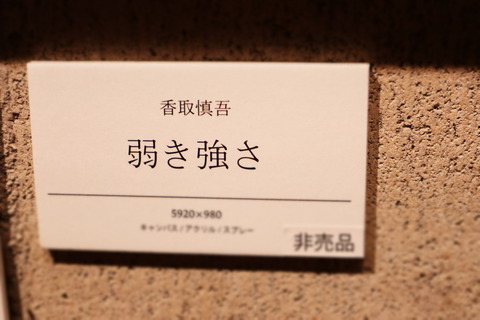 香取慎吾
弱き強さ
5920×980
キャンバス/アクリル/スプレー
非売品